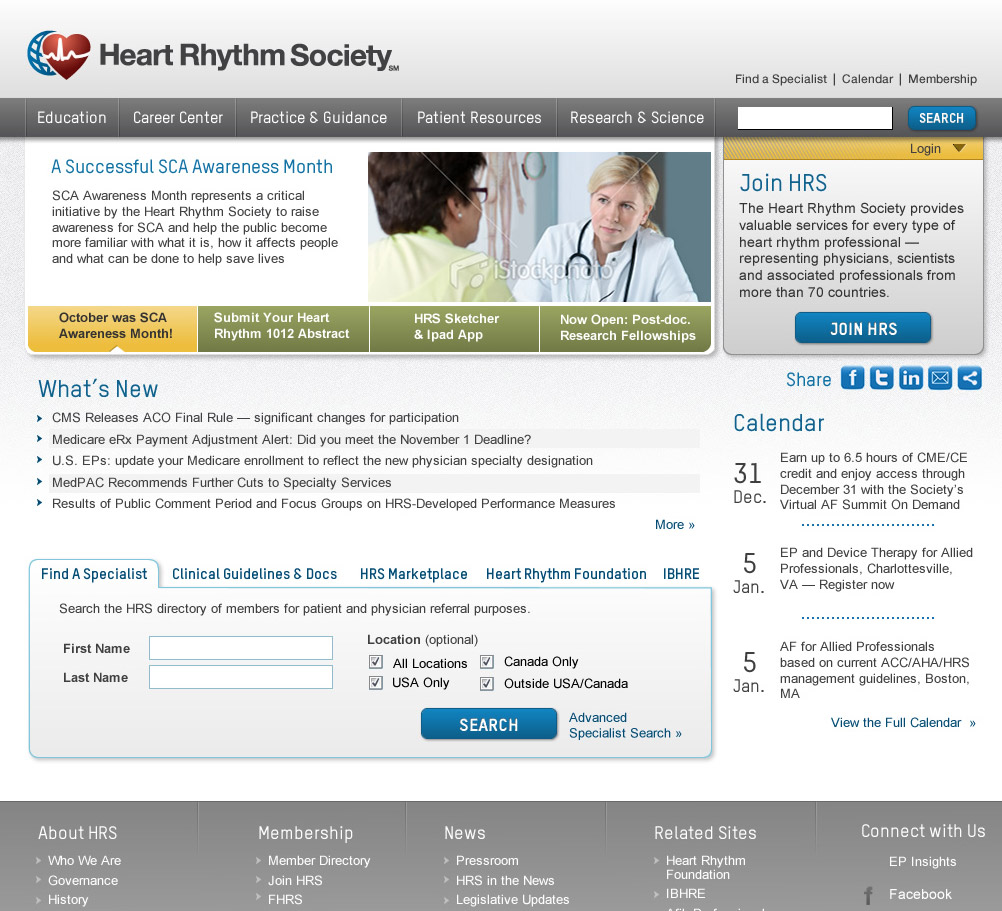 Heart Rhythm Society SM
Find a Specialist | Calendar | Membership
Education
Career Center
Practice & Guidance
Patient Resources
Research & Science
SEARCH
Login
A Successful SCA Awareness Month
SCA Awareness Month represents a critical
initiative by the Heart Rhythm Society to raise
awareness for SCA and help the public become
more familiar with what it is, how it affects people
and what can be done to help save lives
iStockphoto
October was SCA
Awareness Month!
Submit Your Heart
Rhythm 1012 Abstract
HRS Sketcher
& Ipad App
Now Open: Post-doc.
Research Fellowships
Join HRS
The Heart Rhythm Society provides
valuable services for every type of
heart rhythm professional —
representing physicians, scientists
and associated professionals from
more than 70 countries.
JOIN HRS
Share
What's New
CMS Releases ACO Final Rule — significant changes for participation
Medicare eRx Payment Adjustment Alert: Did you meet the November 1 Deadline?
U.S. EPs: update your Medicare enrollment to reflect the new physician specialty designation
MedPAC Recommends Further Cuts to Specialty Services
Results of Public Comment Period and Focus Groups on HRS-Developed Performance Measures
More »
Calendar
31
Dec.
Earn up to 6.5 hours of CME/CE
credit and enjoy access through
December 31 with the Society's
Virtual AF Summit On Demand
5
Jan.
EP and Device Therapy for Allied
Professionals, Charlottesville,
VA — Register now
5
Jan.
AF for Allied Professionals
based on current ACC/AHA/HRS
management guidelines, Boston,
MA
View the Full Calendar »
Find A Specialist
Clinical Guidelines & Docs
HRS Marketplace
Heart Rhythm Foundation
IBHRE
Search the HRS directory of members for patient and physician referral purposes.
First Name
Last Name
Location (optional)
All Locations
Canada Only
USA Only
Outside USA/Canada
SEARCH
Advanced
Specialist Search »
About HRS
Who We Are
Governance
History
Membership
Member Directory
Join HRS
FHRS
News
Pressroom
HRS in the News
Legislative Updates
Related Sites
Heart Rhythm
Foundation
IBHRE
Connect with Us
EP Insights
Facebook